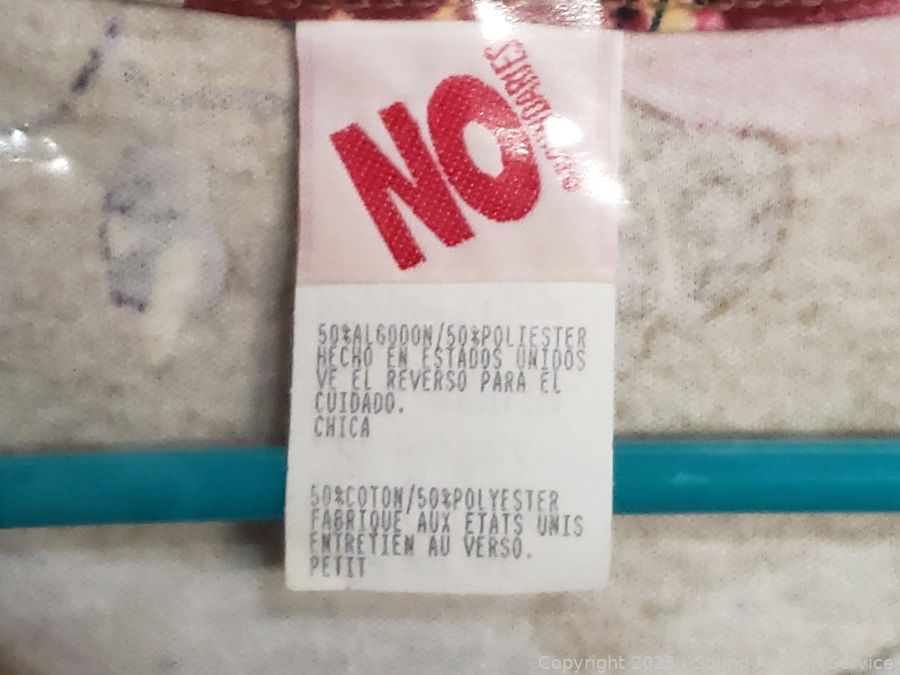 NO
50%ALGODON/50%POLIESTER
HECHO EN ESTADOS UNIDOS
VE EL REVERSO PARA EL
CUIDADO.
CHICA
50%COTON/50%POLYESTER
FABRIQUE AUX ETATS UNIS
ENTRETIEN AU VERSO.
PETIT
Copyright 2025 - Sound Auction Service